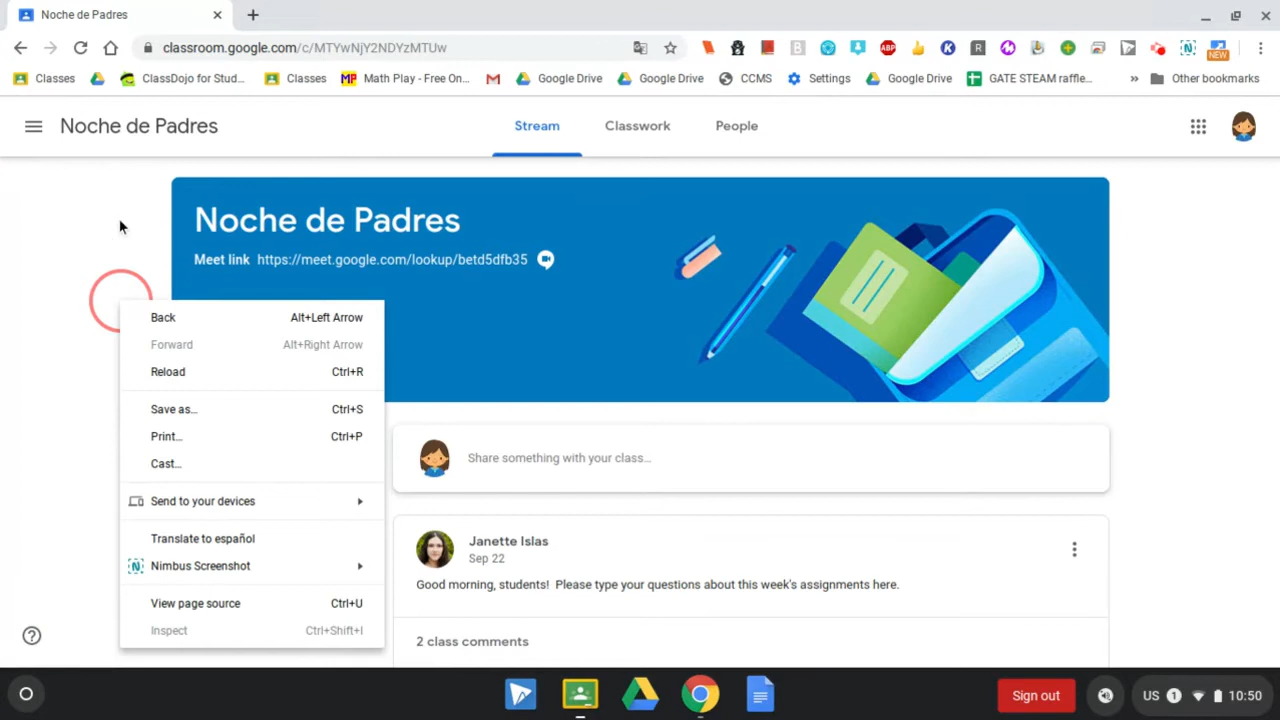 Noche de Padres
classroom.google.com/c/MTYwNjY2NDYzMTUw
B
ABP
K
R
N
NEW
Classes
ClassDojo for Stud...
Classes
MP Math Play - Free On...
Google Drive
Google Drive
CCMS
Settings
Google Drive
GATE STEAM raffle...
Other bookmarks
Noche de Padres
Stream
Classwork
People
Noche de Padres
Meet link https://meet.google.com/lookup/betd5dfb35
Back Alt+Left Arrow
Forward Alt+Right Arrow
Reload Ctrl+R
Save as... Ctrl+S
Print... Ctrl+P
Cast...
Send to your devices
Translate to español
N Nimbus Screenshot
View page source Ctrl+U
Inspect Ctrl+Shift+I
Share something with your class...
Janette Islas
Sep 22
Good morning, students! Please type your questions about this week's assignments here.
2 class comments
Sign out
US 1 10:50